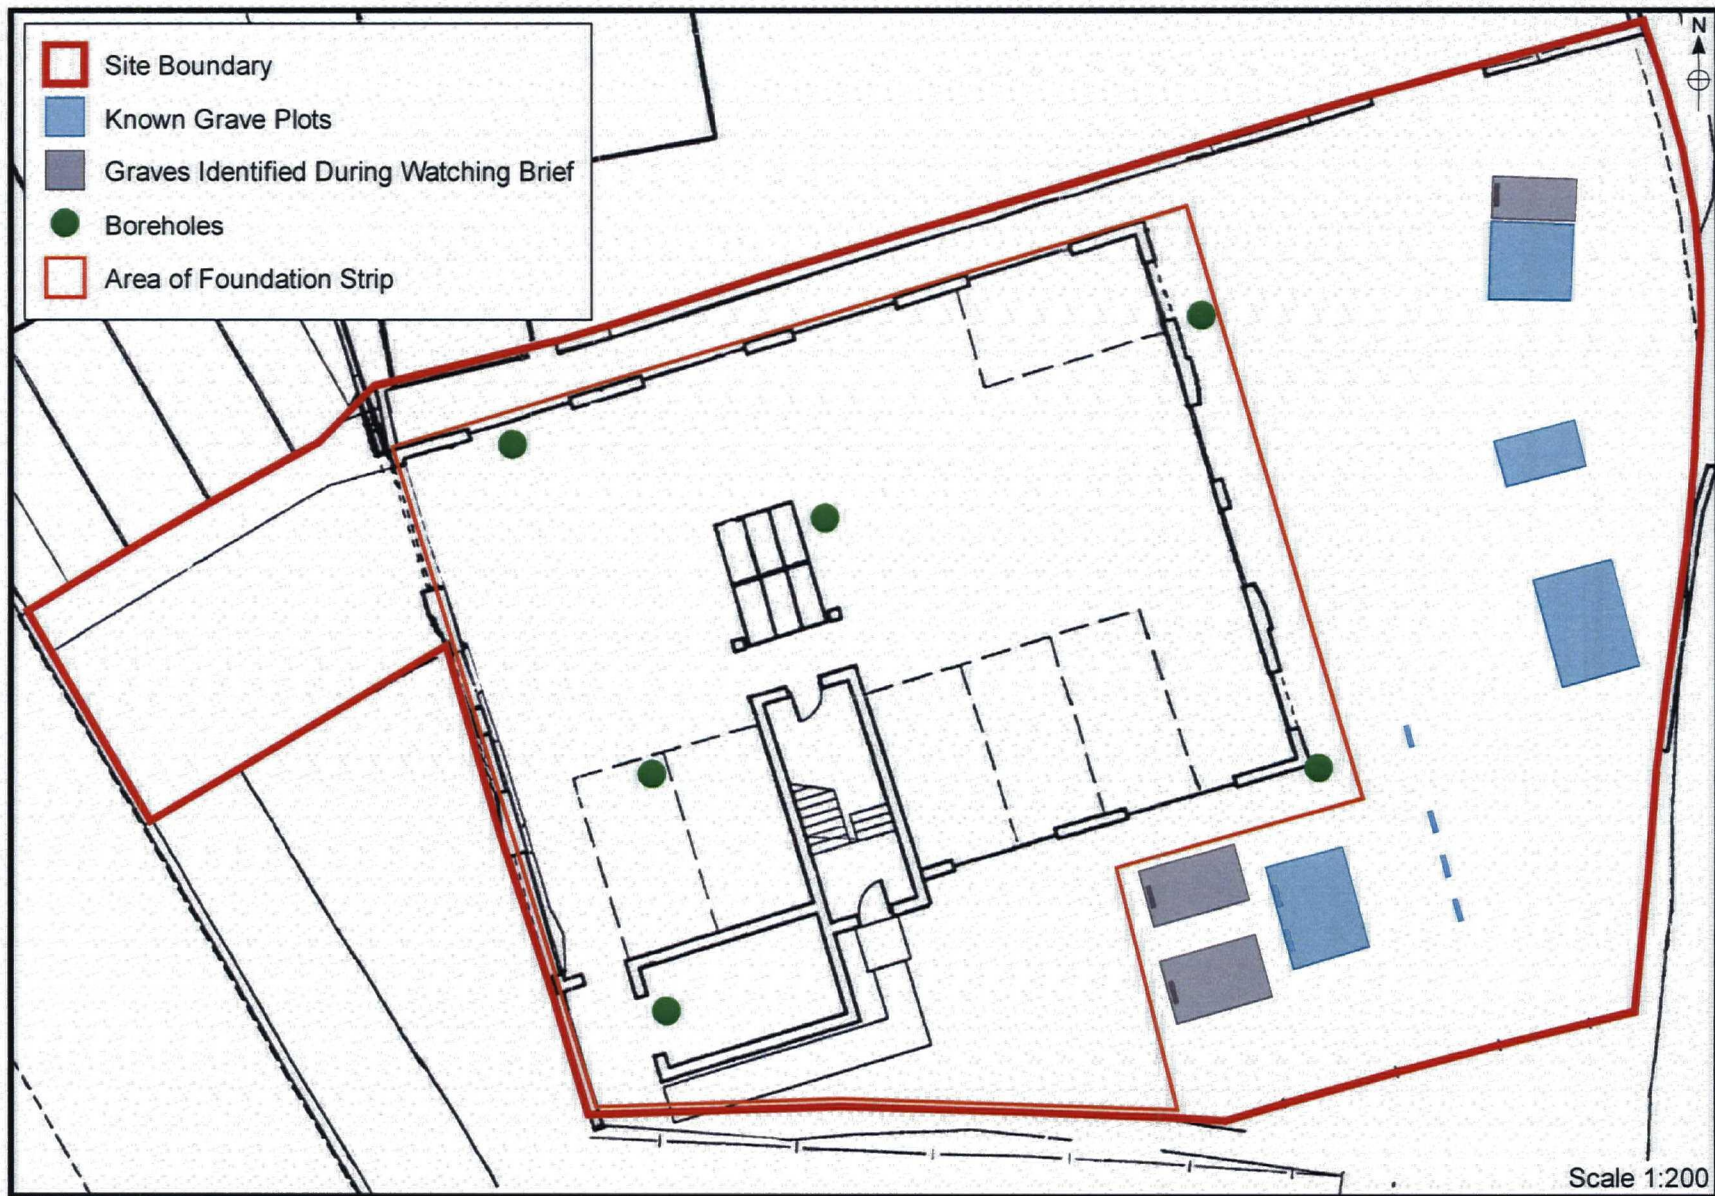 Site Boundary
Known Grave Plots
Graves Identified During Watching Brief
Boreholes
Area of Foundation Strip
N
Scale 1:200